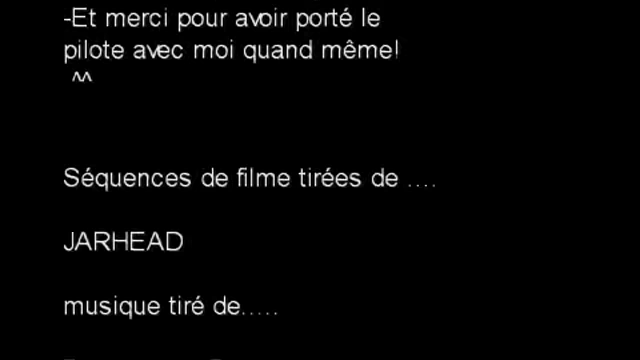 -Et merci pour avoir porté le
pilote avec moi quand même!
^^
Séquences de filme tirées de ....
JARHEAD
musique tiré de.....